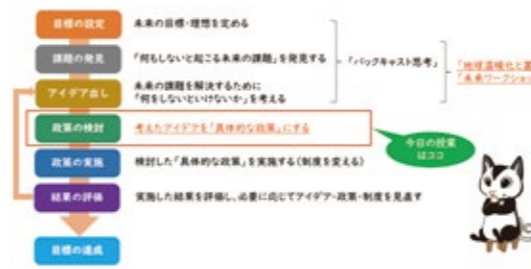 目標の設定 未来の目標・理想を定める
課題の発見 「何もしないと起こる未来の課題」を発見する
「バックキャスト思考」
「地球温暖化と
「未来ワークショッ
アイデア出し 未来の課題を解決するために
「何をしないといけないか」を考える
政策の検討 考えたアイデアを「具体的な政策」にする
今日の授業
はココ
政策の実施 検討した「具体的な政策」を実施する(制度を変える)
結果の評価 実施した結果を評価し、必要に応じてアイデア・政策・制度を見直す
目標の達成